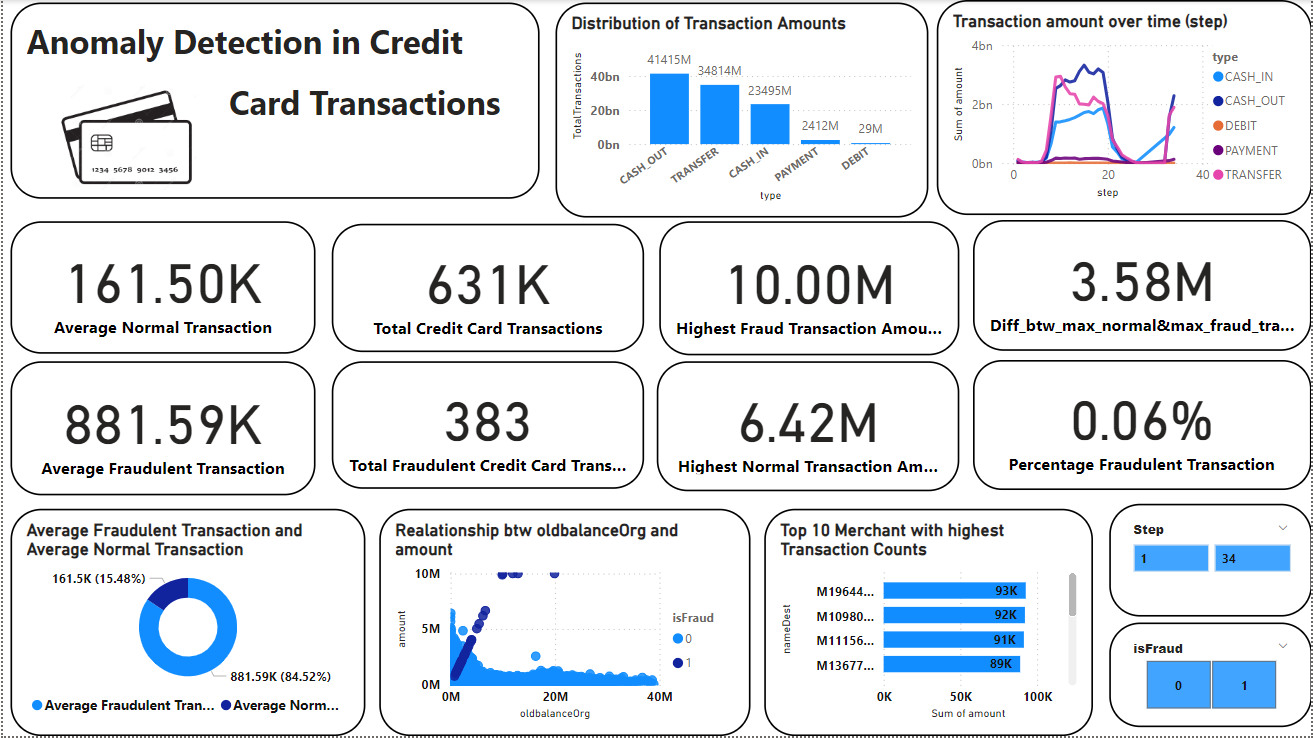 Anomaly Detection in Credit
Card Transactions
1234 5678 9012 3456
Distribution of Transaction Amounts
TotalTransactions
40bn
20bn
0bn
41415M
34814M
23495M
2412M
29M
CASH_OUT
TRANSFER
CASH_IN
PAYMENT
DEBIT
type
Transaction amount over time (step)
Sum of amount
4bn
2bn
0bn
0
20
40
step
type
CASH_IN
CASH_OUT
DEBIT
PAYMENT
TRANSFER
161.50K
Average Normal Transaction
631K
Total Credit Card Transactions
10.00M
Highest Fraud Transaction Amou...
3.58M
Diff_btw_max_normal&max_fraud_tra...
881.59K
Average Fraudulent Transaction
383
Total Fraudulent Credit Card Trans...
6.42M
Highest Normal Transaction Am...
0.06%
Percentage Fraudulent Transaction
Average Fraudulent Transaction and
Average Normal Transaction
161.5K (15.48%)
881.59K (84.52%)
Average Fraudulent Tran...
Average Norm...
Realationship btw oldbalanceOrg and
amount
amount
10M
5M
0M
0M
20M
40M
oldbalanceOrg
isFraud
0
1
Top 10 Merchant with highest
Transaction Counts
nameDest
M19644...
93K
M10980...
92K
M11156...
91K
M13677...
89K
0K
50K
100K
Sum of amount
Step
1
34
isFraud
0
1